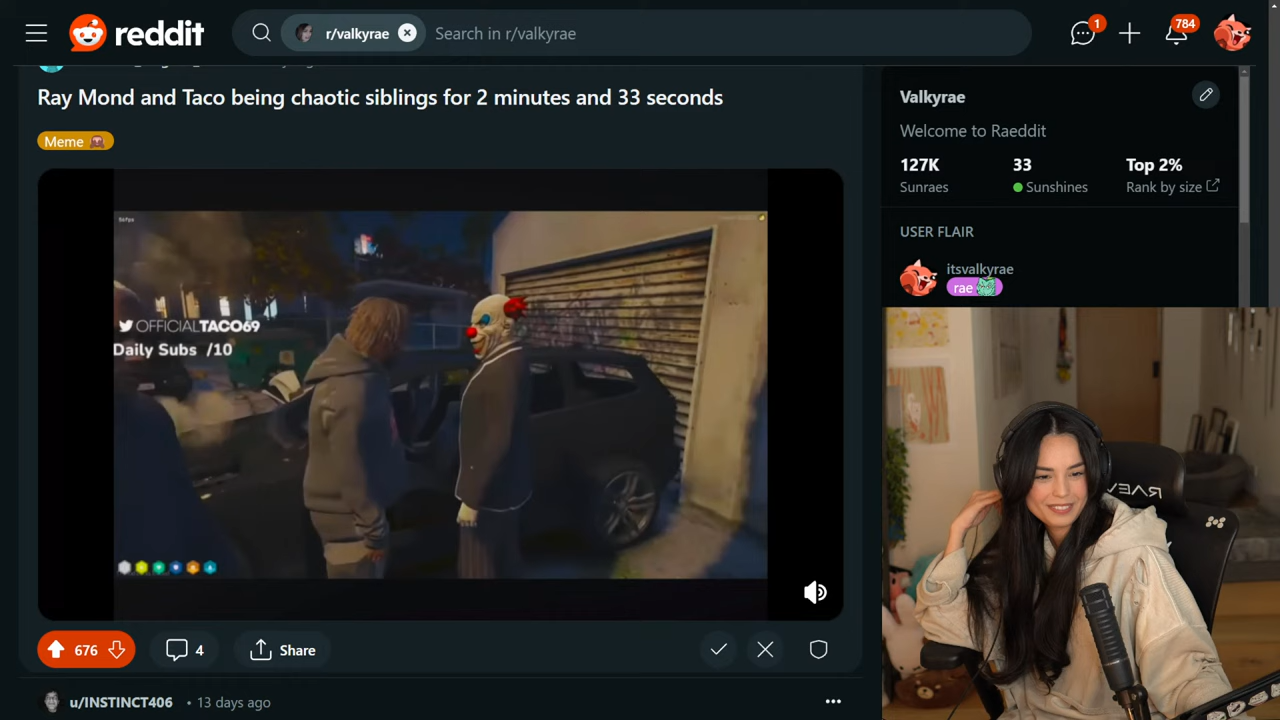 reddit
r/valkyrae
Search in r/valkyrae
1
784
Ray Mond and Taco being chaotic siblings for 2 minutes and 33 seconds
Meme
OFFICIALTACO69
Daily Subs /10
676
4
Share
u/INSTINCT406 • 13 days ago
Valkyrae
Welcome to Raeddit
127K
33
Top 2%
Sunraes
Sunshines
Rank by size
USER FLAIR
itsvalkyrae
rae